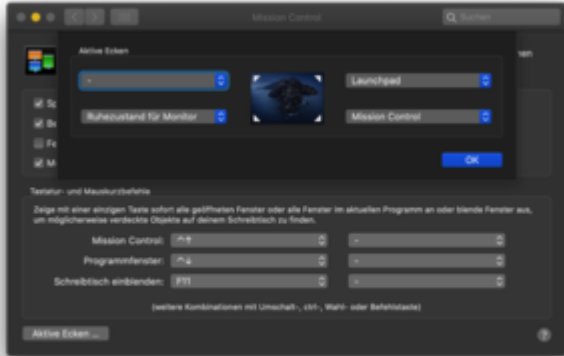 Mission Control
Suchen
Aktive Ecken
-
Launchpad
Ruhezustand für Monitor
Mission Control
OK
Tastatur- und Mauskurzbefehle
Zeige mit einer einzigen Taste sofort alle geöffneten Fenster oder alle Fenster im aktuellen Programm an oder blende Fenster aus,
um möglicherweise verdeckte Objekte auf deinem Schreibtisch zu finden.
Mission Control: ^↑ -
Programmfenster: ^↓ -
Schreibtisch einblenden: F11 -
(weitere Kombinationen mit Umschalt-, ctrl-, Wahl- oder Befehlstaste)
Aktive Ecken ... ?